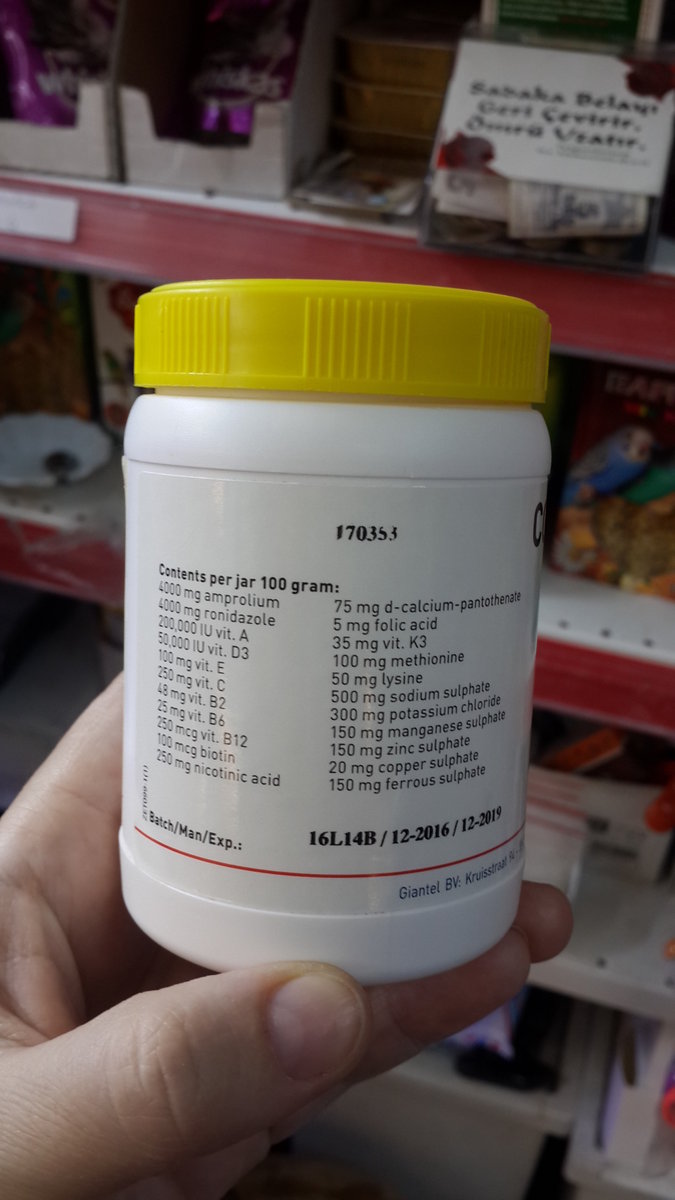 Sadaka Belayı
Geri Çevirir,
Ömrü Uzatır.
170353
Contents per jar 100 gram:
4000 mg amprolium
4000 mg ronidazole
200,000 IU vit. A
50,000 IU vit. D3
100 mg vit. E
250 mg vit. C
48 mg vit. B2
25 mg vit. B6
250 mcg vit. B12
100 mcg biotin
250 mg nicotinic acid
75 mg d-calcium-pantothenate
5 mg folic acid
35 mg vit. K3
100 mg methionine
50 mg lysine
500 mg sodium sulphate
300 mg potassium chloride
150 mg manganese sulphate
150 mg zinc sulphate
20 mg copper sulphate
150 mg ferrous sulphate
Batch/Man/Exp.: 16L14B / 12-2016 / 12-2019
Giantel BV: Kruisstraat 94